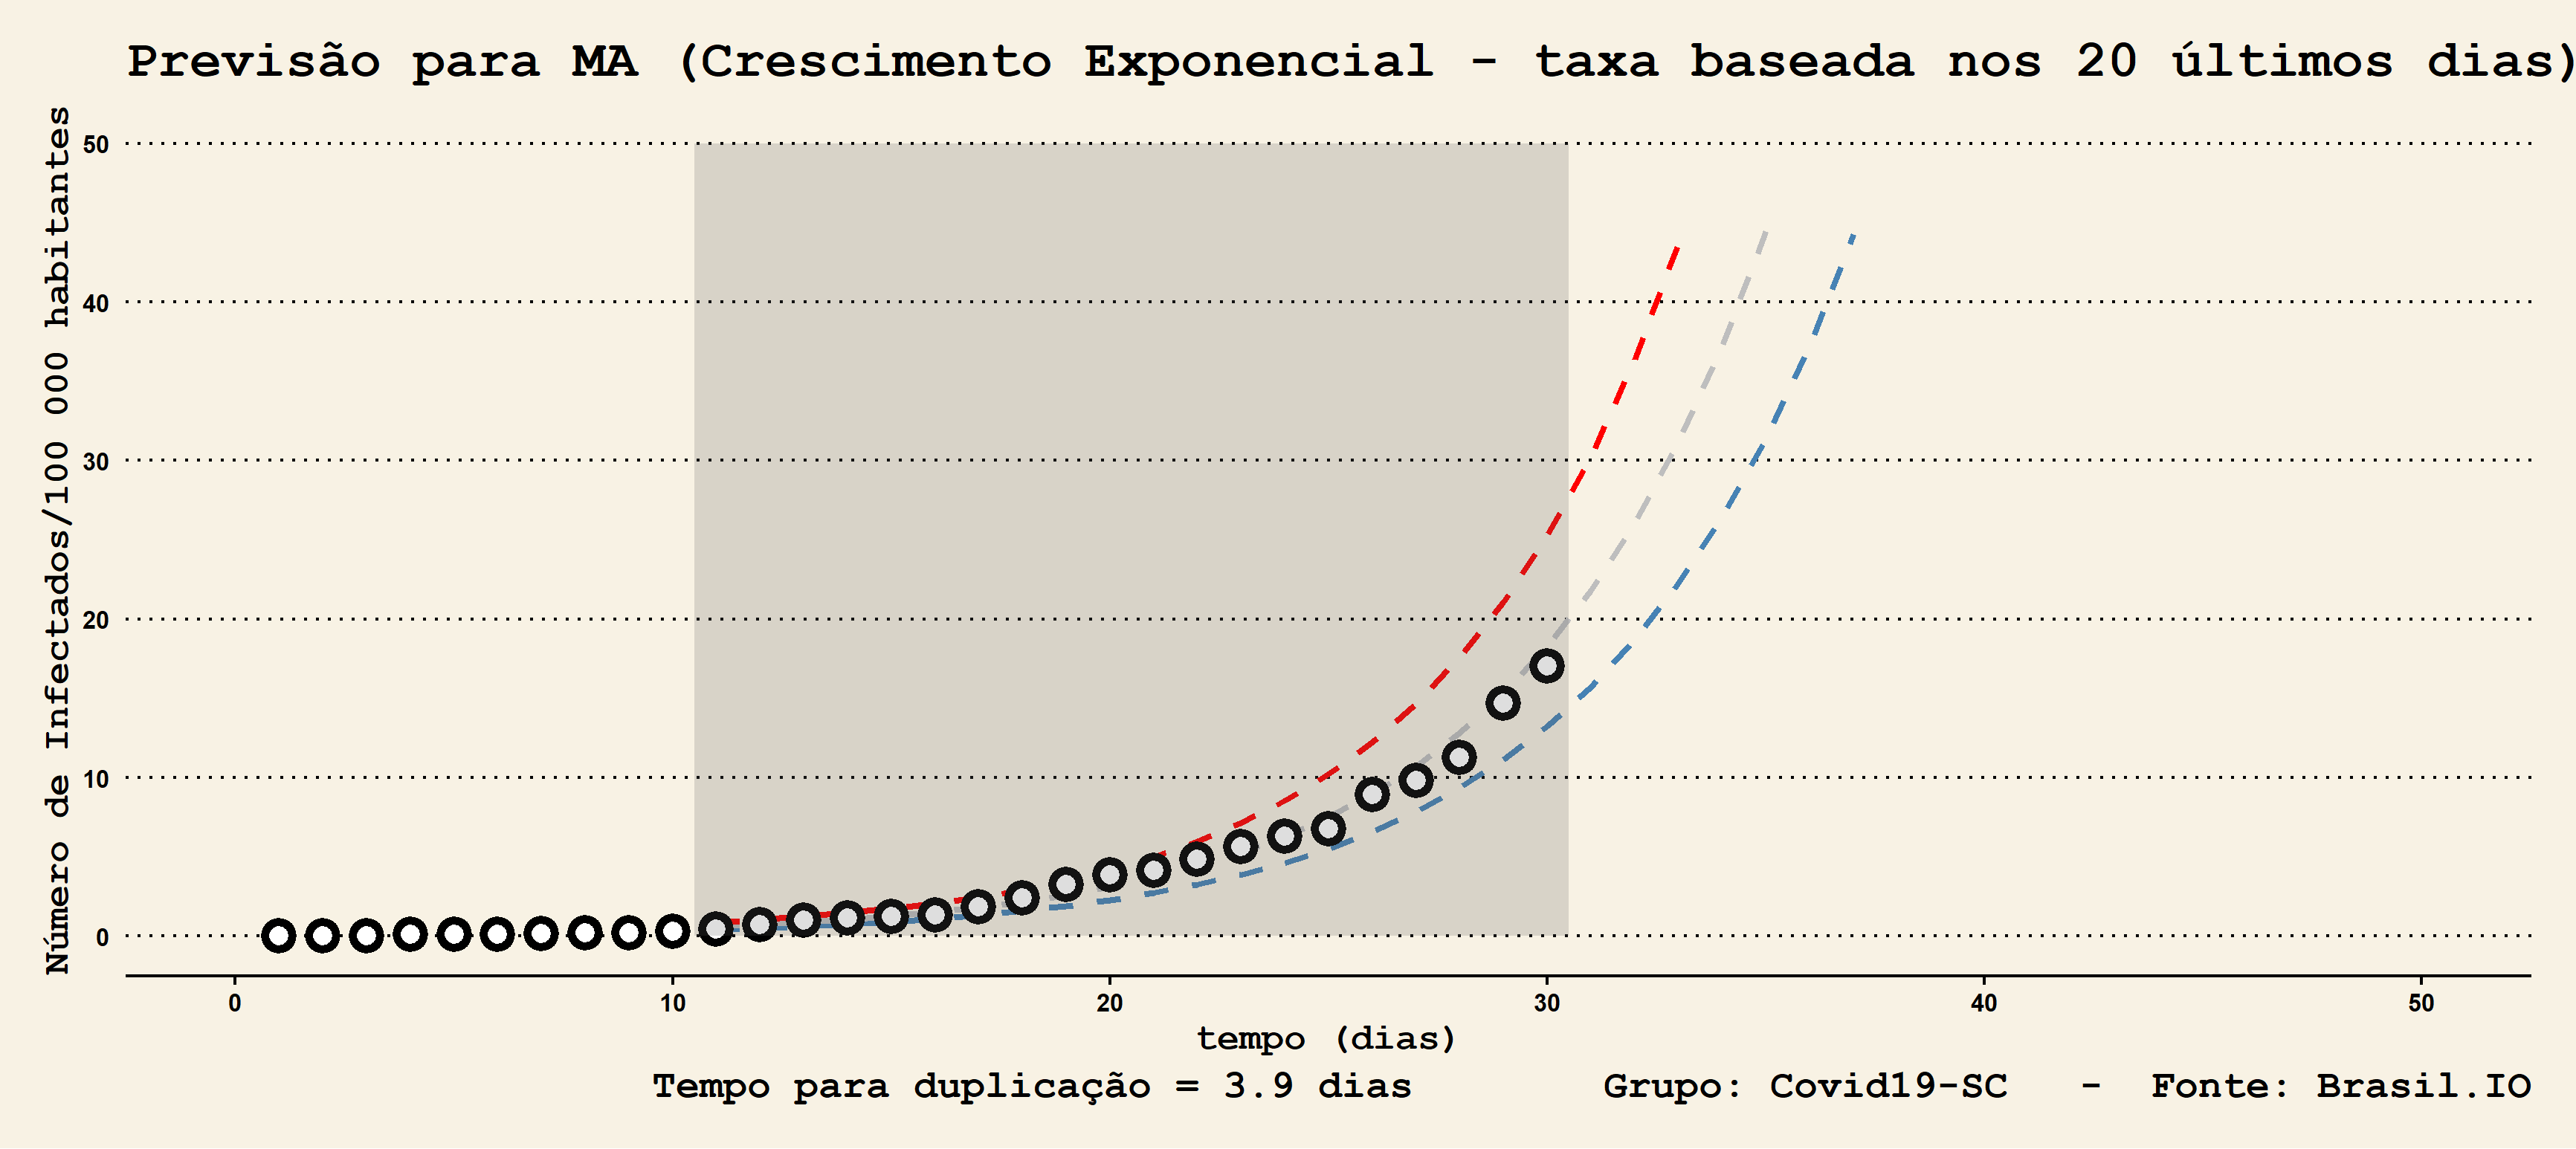 Previsão para MA (Crescimento Exponencial - taxa baseada nos 20 últimos dias)
Número de Infectados/100 000 habitantes
50
40
30
20
10
0
0 10 20 30 40 50
tempo (dias)
Tempo para duplicação = 3.9 dias Grupo: Covid19-SC - Fonte: Brasil.IO